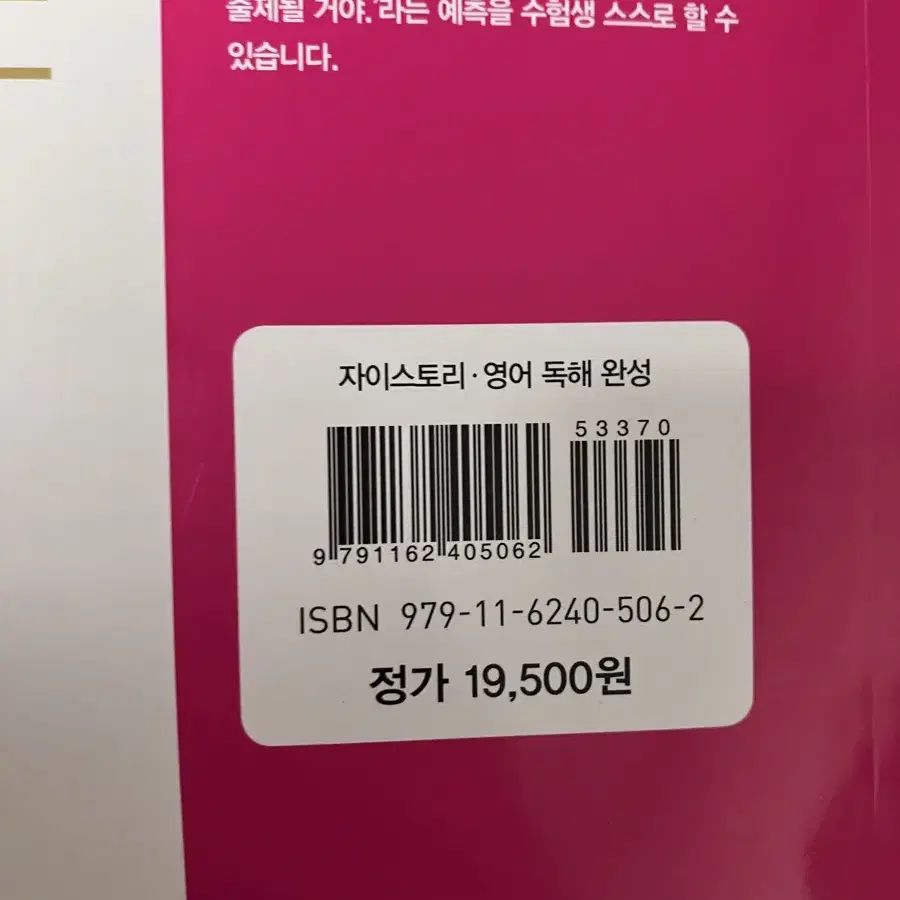 출제될 거야.'라는 예측을 수험생 스스로 할 수
있습니다.
자이스토리 · 영어 독해 완성
53370
9 791162 405062
ISBN 979-11-6240-506-2
정가 19,500원